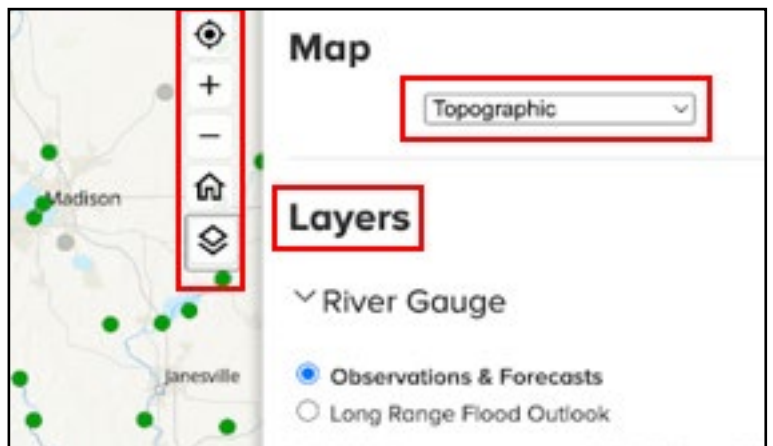 Map
Topographic
Layers
River Gauge
Observations & Forecasts
Long Range Flood Outlook
+
−
Madison
Janesville